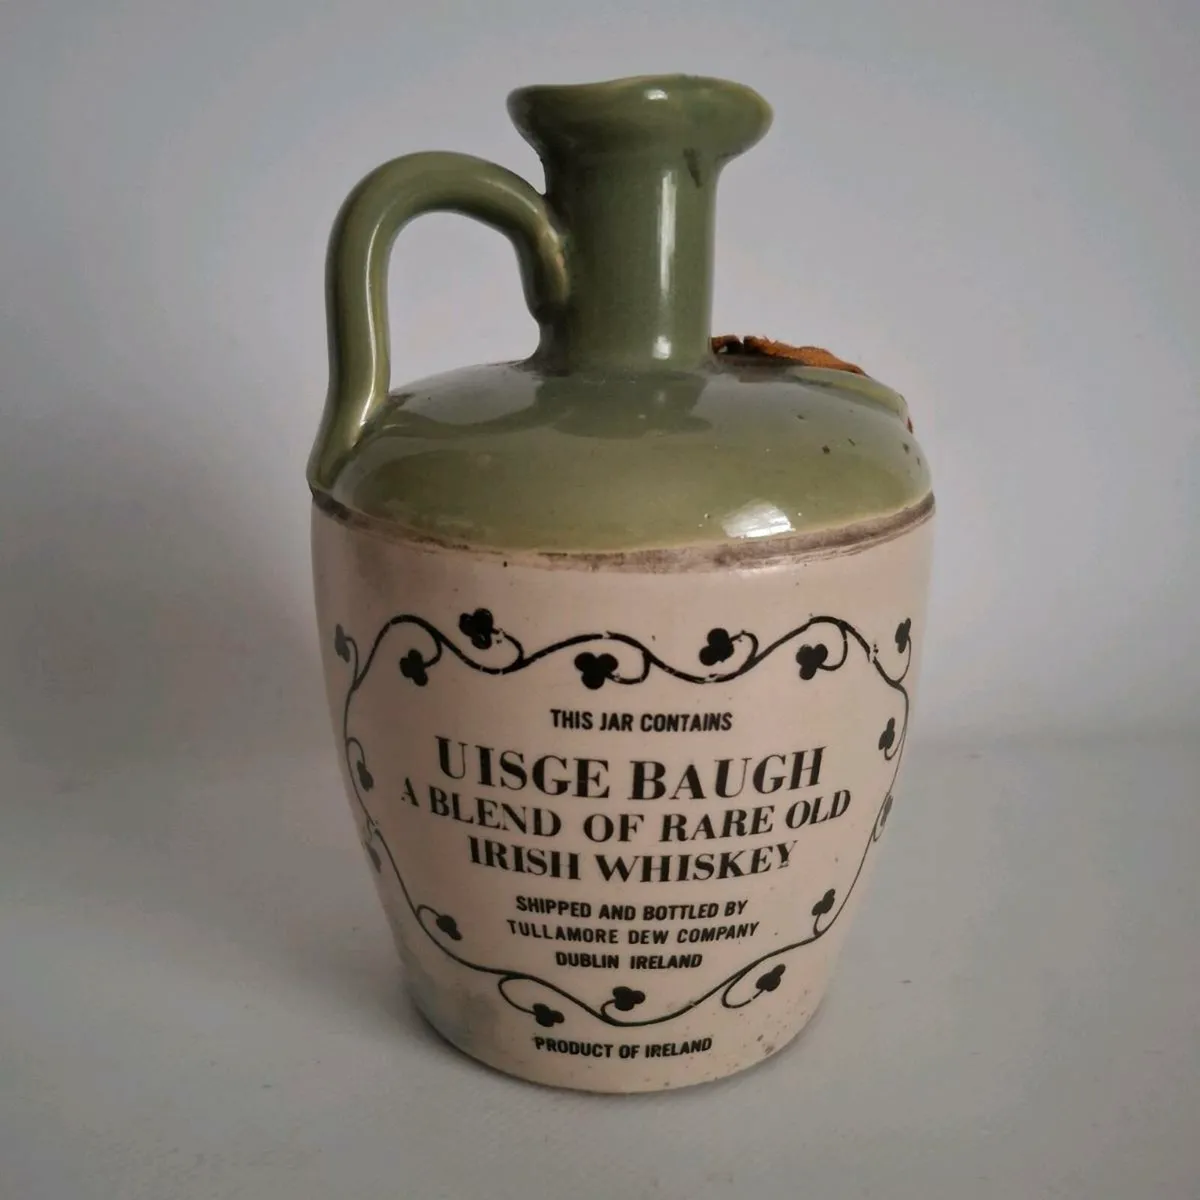 THIS JAR CONTAINS
UISGE BAUGH
A BLEND OF RARE OLD
IRISH WHISKEY
SHIPPED AND BOTTLED BY
TULLAMORE DEW COMPANY
DUBLIN IRELAND
PRODUCT OF IRELAND